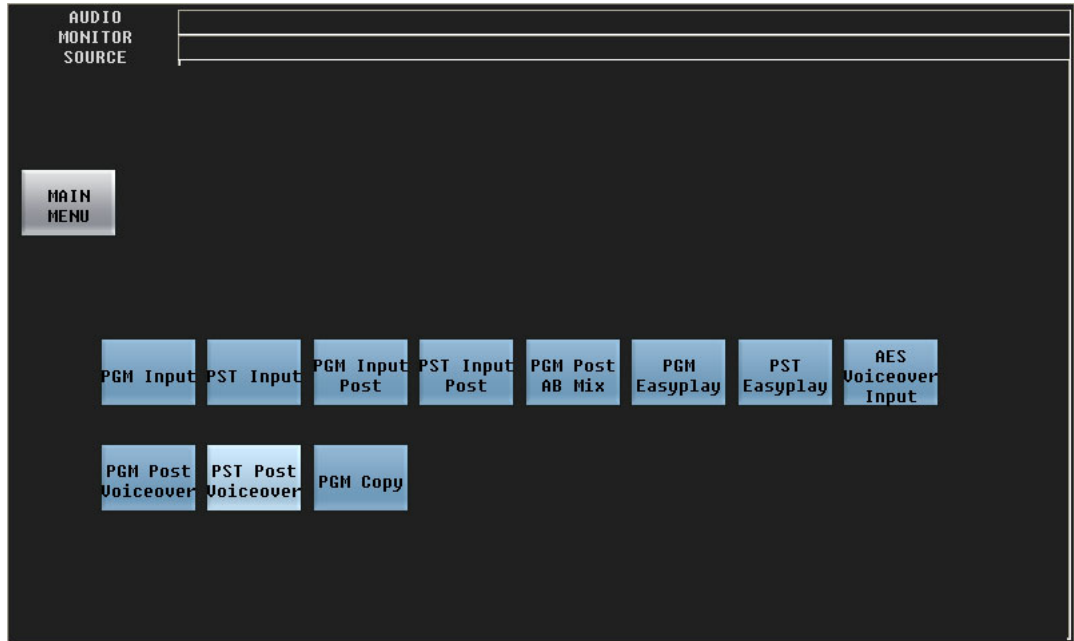 AUDIO
MONITOR
SOURCE
MAIN
MENU
PGM Input
PST Input
PGM Input
Post
PST Input
Post
PGM Post
AB Mix
PGM
Easyplay
PST
Easyplay
AES
Voiceover
Input
PGM Post
Voiceover
PST Post
Voiceover
PGM Copy